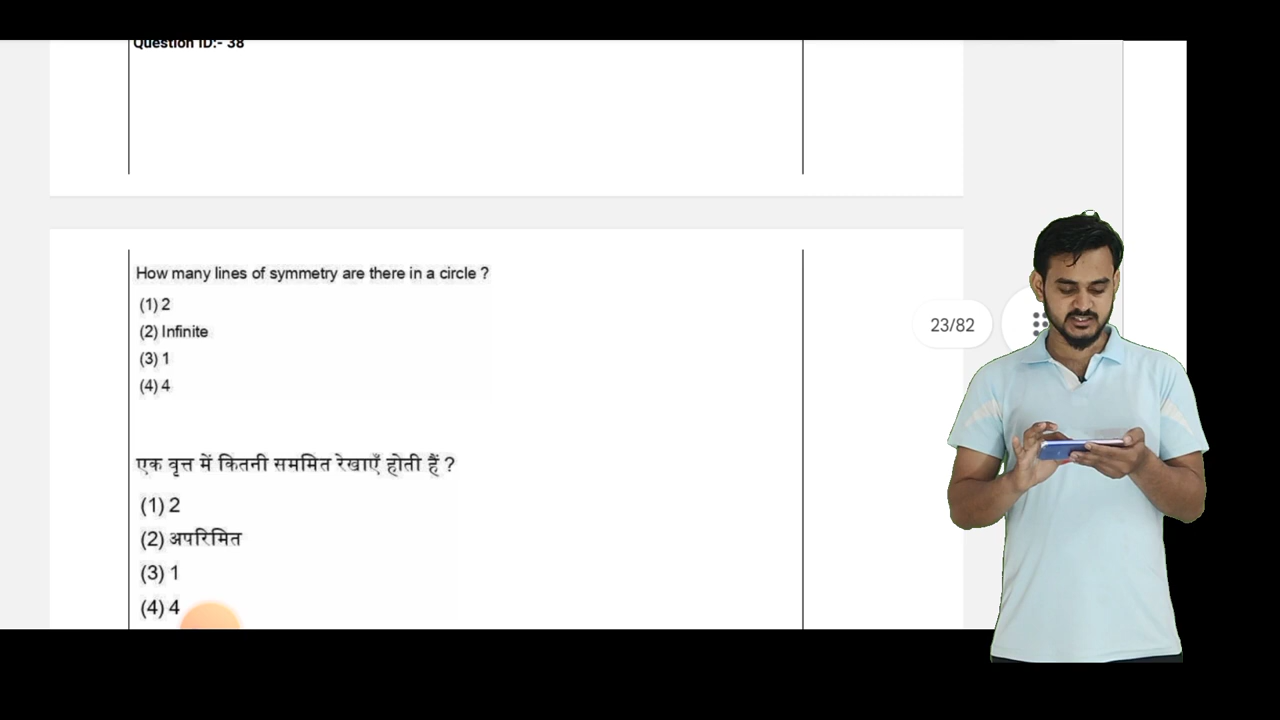 Question ID:- 38
How many lines of symmetry are there in a circle ?
(1) 2
(2) Infinite
(3) 1
(4) 4
23/82
एक वृत्त में कितनी सममित रेखाएँ होती हैं ?
(1) 2
(2) अपरिमित
(3) 1
(4) 4